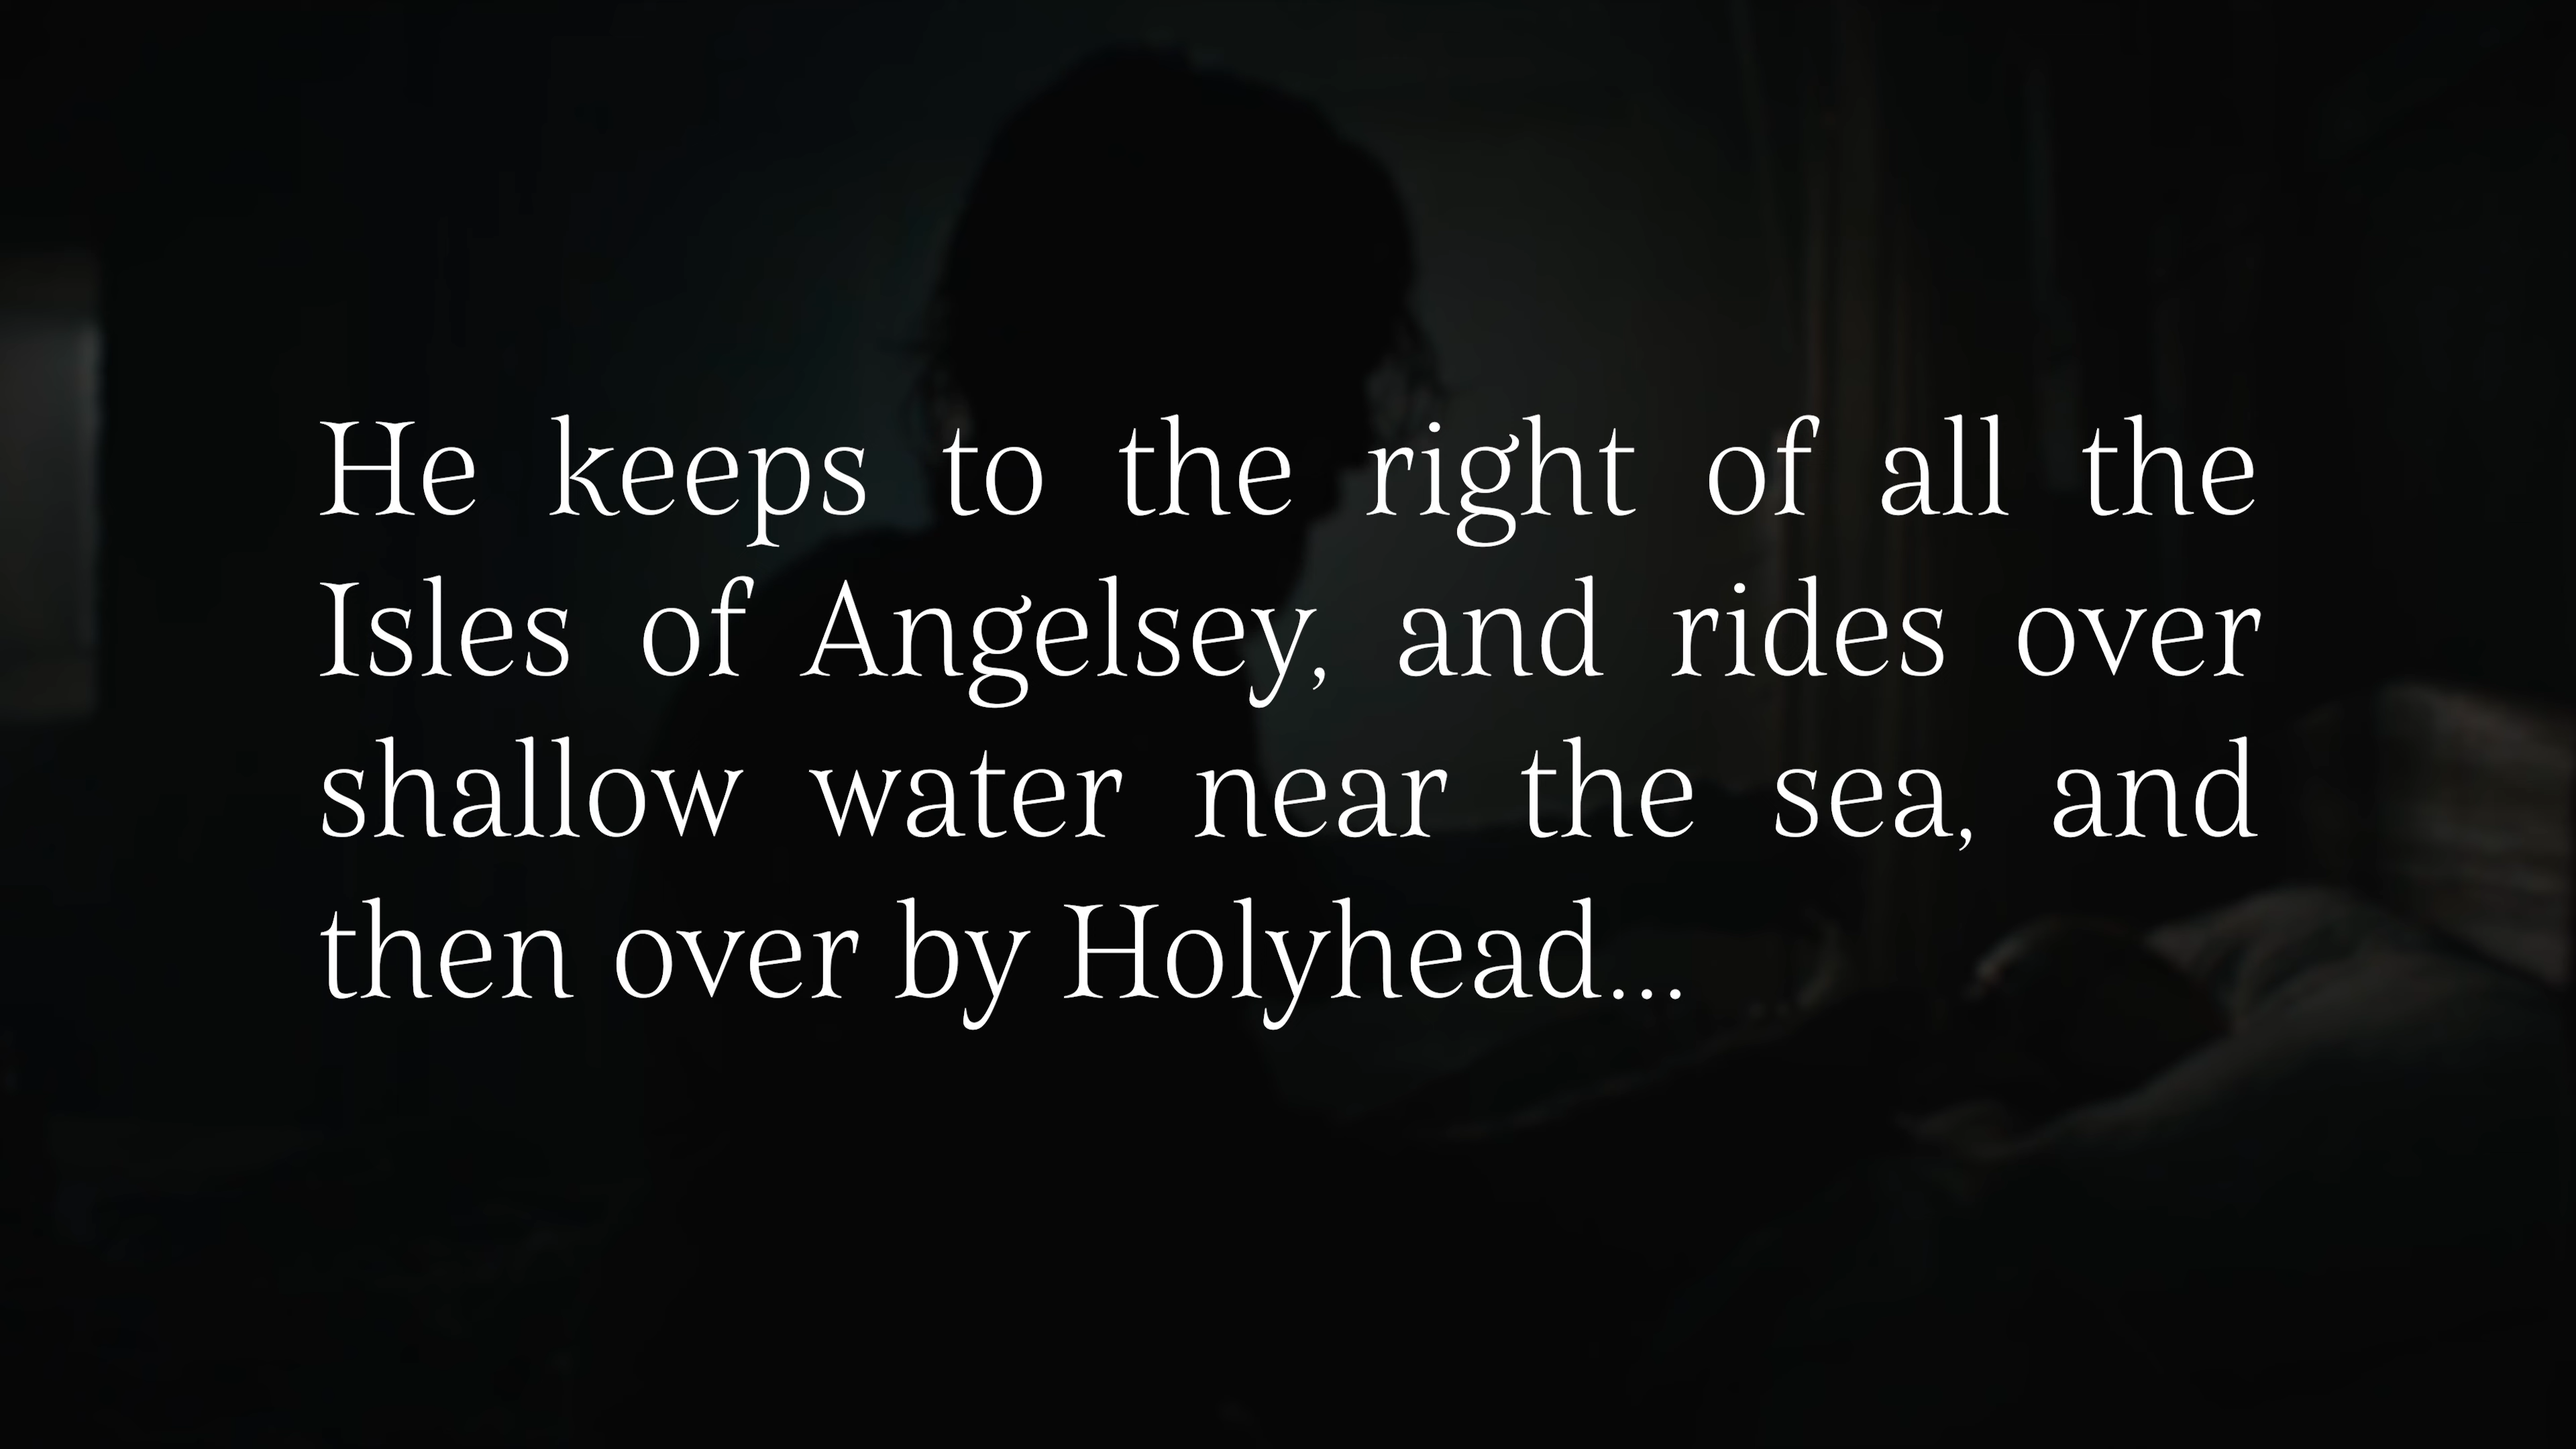 He keeps to the right of all the
Isles of Angelsey, and rides over
shallow water near the sea, and
then over by Holyhead...